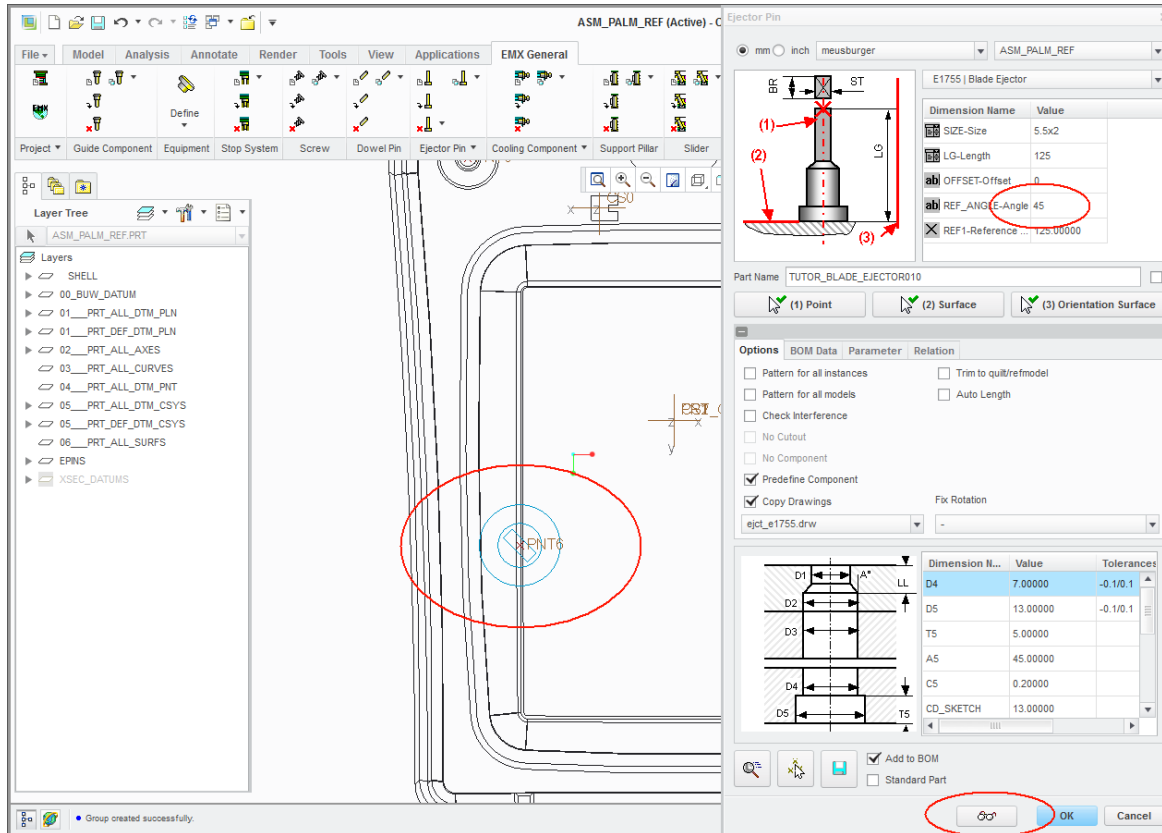 ASM_PALM_REF (Active) - C
File
Model
Analysis
Annotate
Render
Tools
View
Applications
EMX General
Define
Project
Guide Component
Equipment
Stop System
Screw
Dowel Pin
Ejector Pin
Cooling Component
Support Pillar
Slider
Layer Tree
ASM_PALM_REF.PRT
Layers
SHELL
00_BUW_DATUM
01___PRT_ALL_DTM_PLN
01___PRT_DEF_DTM_PLN
02___PRT_ALL_AXES
03___PRT_ALL_CURVES
04___PRT_ALL_DTM_PNT
05___PRT_ALL_DTM_CSYS
05___PRT_DEF_DTM_CSYS
06___PRT_ALL_SURFS
EPINS
XSEC_DATUMS
X
Z
Z X
y
PNT6
Group created successfully.
Ejector Pin
mm
inch
meusburger
ASM_PALM_REF
BR
ST
(1)
(2)
LG
(3)
E1755 | Blade Ejector
Dimension Name Value
SIZE-Size 5.5x2
LG-Length 125
ab OFFSET-Offset 0
ab REF_ANGLE-Angle 45
REF1-Reference ... 125.00000
Part Name TUTOR_BLADE_EJECTOR010
(1) Point
(2) Surface
(3) Orientation Surface
Options
BOM Data
Parameter
Relation
Pattern for all instances
Trim to quilt/refmodel
Pattern for all models
Auto Length
Check Interference
No Cutout
No Component
Predefine Component
Copy Drawings
Fix Rotation
ejct_e1755.drw
-
D1
A*
LL
D2
D3
D4
D5
T5
Dimension N... Value Tolerances
D4 7.00000 -0.1/0.1
D5 13.00000 -0.1/0.1
T5 5.00000
A5 45.00000
C5 0.20000
CD_SKETCH 13.00000
Add to BOM
Standard Part
OK
Cancel